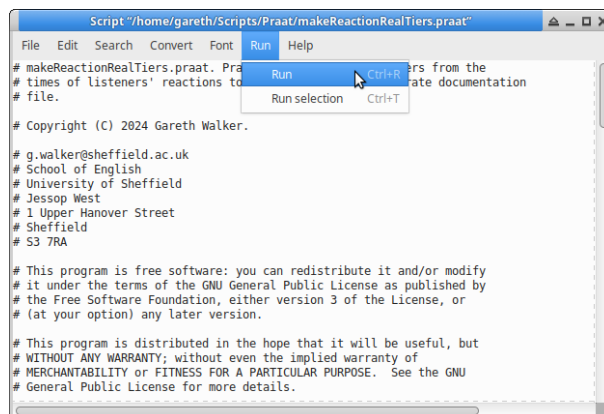 Script "/home/gareth/Scripts/Praat/makeReactionRealTiers.praat"
File Edit Search Convert Font Run Help
Run Ctrl+R
Run selection Ctrl+T
# makeReactionRealTiers.praat. Pra ers from the
# times of listeners' reactions to rate documentation
# file.
# Copyright (C) 2024 Gareth Walker.
# g.walker@sheffield.ac.uk
# School of English
# University of Sheffield
# Jessop West
# 1 Upper Hanover Street
# Sheffield
# S3 7RA
# This program is free software: you can redistribute it and/or modify
# it under the terms of the GNU General Public License as published by
# the Free Software Foundation, either version 3 of the License, or
# (at your option) any later version.
# This program is distributed in the hope that it will be useful, but
# WITHOUT ANY WARRANTY; without even the implied warranty of
# MERCHANTABILITY or FITNESS FOR A PARTICULAR PURPOSE.  See the GNU
# General Public License for more details.